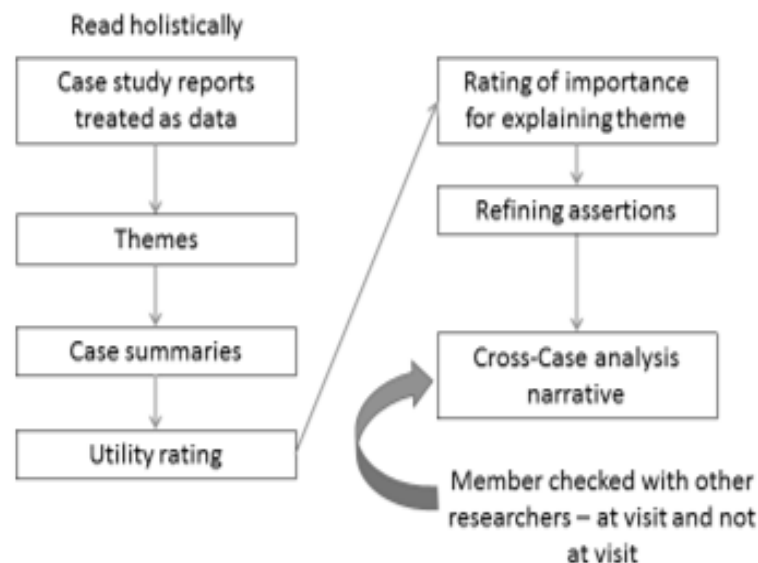 Read holistically
Case study reports
treated as data
Themes
Case summaries
Utility rating
Rating of importance
for explaining theme
Refining assertions
Cross-Case analysis
narrative
Member checked with other
researchers – at visit and not
at visit